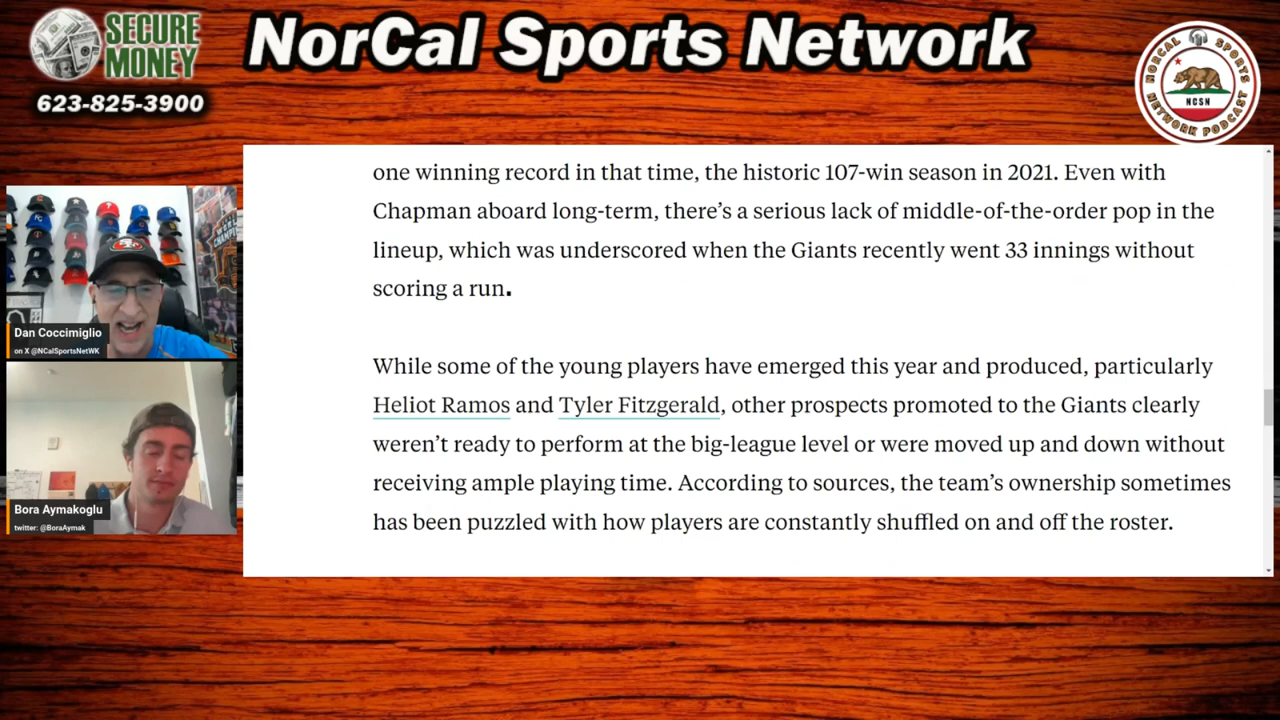 SECURE
MONEY
623-825-3900
NorCal Sports Network
NORCAL SPORTS
NCSN
NETWORK PODCAST
one winning record in that time, the historic 107-win season in 2021. Even with
Chapman aboard long-term, there’s a serious lack of middle-of-the-order pop in the
lineup, which was underscored when the Giants recently went 33 innings without
scoring a run.
While some of the young players have emerged this year and produced, particularly
Heliot Ramos and Tyler Fitzgerald, other prospects promoted to the Giants clearly
weren’t ready to perform at the big-league level or were moved up and down without
receiving ample playing time. According to sources, the team’s ownership sometimes
has been puzzled with how players are constantly shuffled on and off the roster.
Dan Coccimiglio
on X @NCalSportsNetWK
Bora Aymakoglu
twitter: @BoraAymak